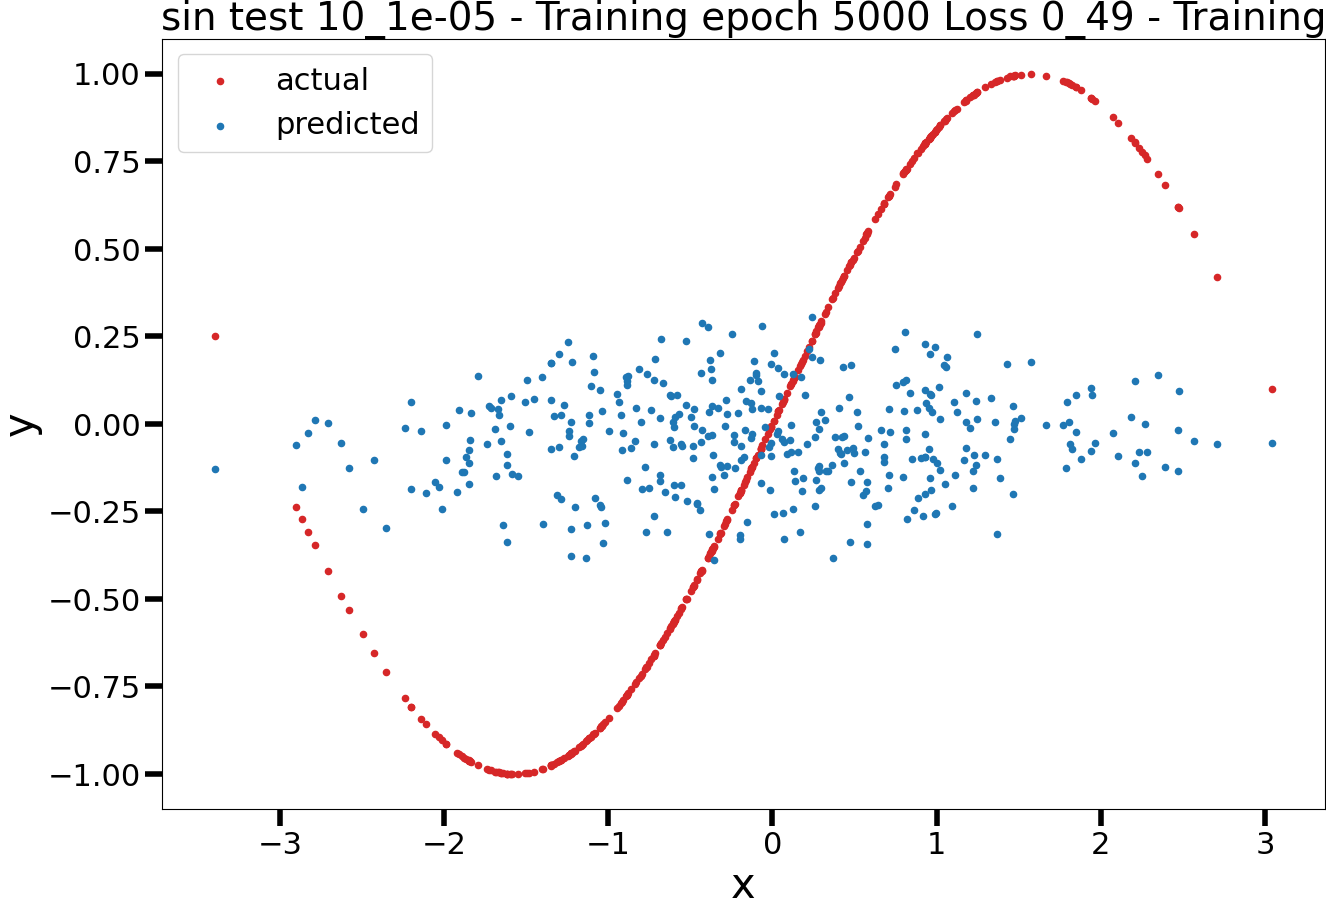 sin test 10_1e-05 - Training epoch 5000 Loss 0_49 - Training
actual
predicted
1.00
0.75
0.50
0.25
0.00
−0.25
−0.50
−0.75
−1.00
y
−3 −2 −1 0 1 2 3
x